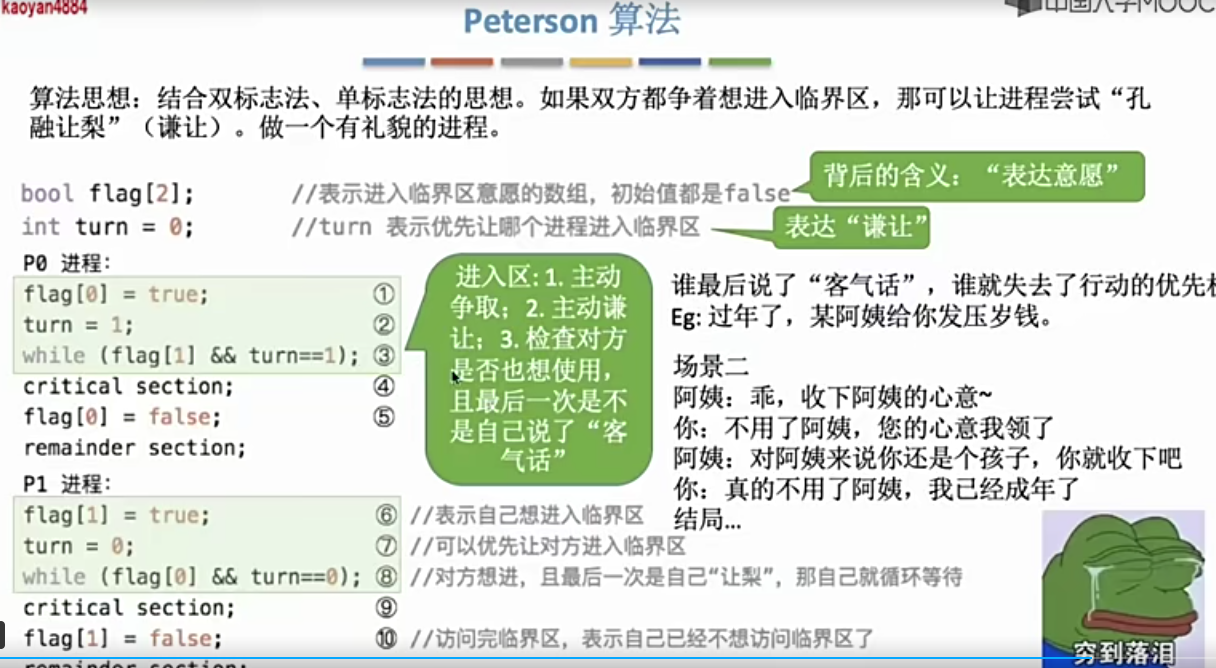 kaoyan4884
Peterson 算法
算法思想：结合双标志法、单标志法的思想。如果双方都争着想进入临界区，那可以让进程尝试“孔
融让梨”（谦让）。做一个有礼貌的进程。
背后的含义：“表达意愿”
bool flag[2]; //表示进入临界区意愿的数组，初始值都是false
int turn = 0; //turn 表示优先让哪个进程进入临界区
表达“谦让”
P0 进程：
flag[0] = true; ①
turn = 1; ②
while (flag[1] && turn==1); ③
critical section; ④
flag[0] = false; ⑤
remainder section;
进入区: 1. 主动
争取；2. 主动谦
让；3. 检查对方
是否也想使用，
且最后一次是不
是自己说了“客
气话”
谁最后说了“客气话”，谁就失去了行动的优先
Eg: 过年了，某阿姨给你发压岁钱。
场景二
阿姨：乖，收下阿姨的心意~
你：不用了阿姨，您的心意我领了
阿姨：对阿姨来说你还是个孩子，你就收下吧
你：真的不用了阿姨，我已经成年了
结局...
P1 进程：
flag[1] = true; ⑥ //表示自己想进入临界区
turn = 0; ⑦ //可以优先让对方进入临界区
while (flag[0] && turn==0); ⑧ //对方想进，且最后一次是自己“让梨”，那自己就循环等待
critical section; ⑨
flag[1] = false; ⑩ //访问完临界区，表示自己已经不想访问临界区了
穷到落泪